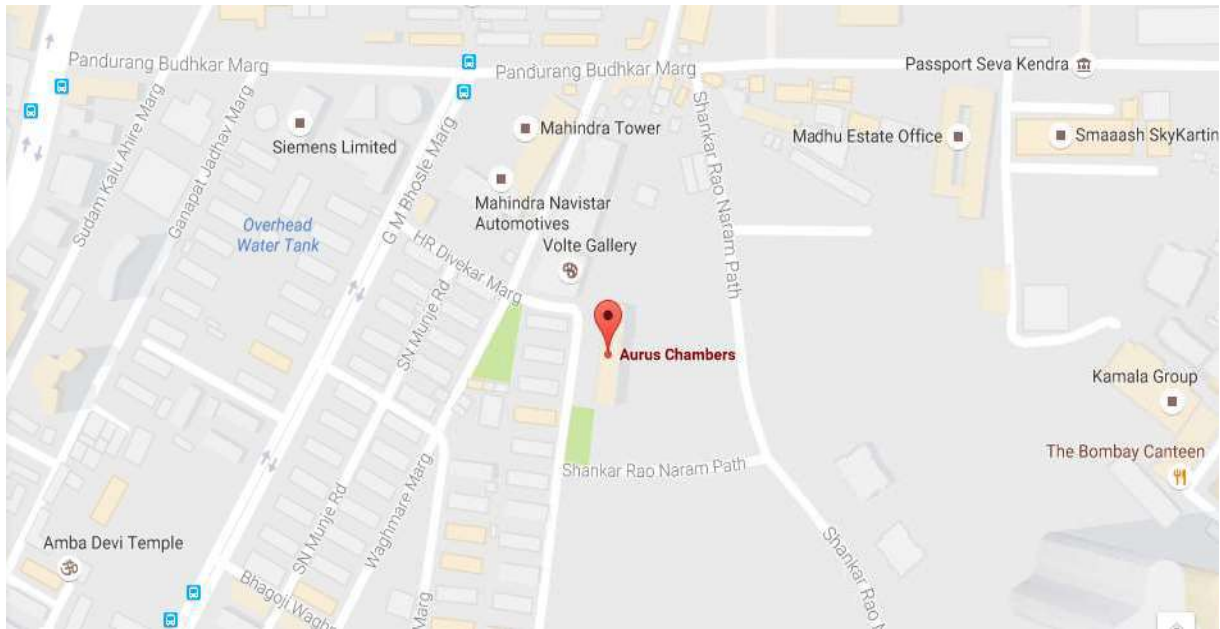 Pandurang Budhkar Marg
Pandurang Budhkar Marg
Passport Seva Kendra
Sudam Kalu Ahire Marg
Ganapat Jadhav Marg
Siemens Limited
G M Bhosle Marg
Mahindra Tower
Shankar Rao Naram Path
Madhu Estate Office
Smaaash SkyKartin
Mahindra Navistar
Automotives
Overhead
Water Tank
HR Divekar Marg
Volte Gallery
SN Munje Rd
Aurus Chambers
Kamala Group
The Bombay Canteen
Shankar Rao Naram Path
Waghmare Marg
SN Munje Rd
Amba Devi Temple
Bhagoji Waghm
Marg
Shankar Rao N